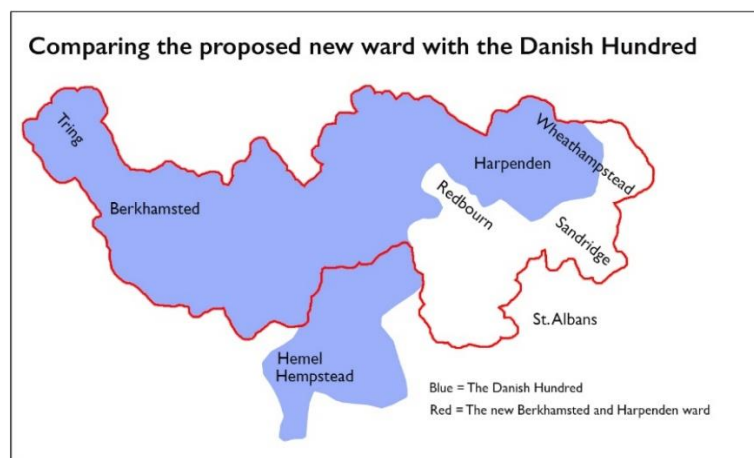 Comparing the proposed new ward with the Danish Hundred
Tring
Berkhamsted
Harpenden
Wheathampstead
Redbourn
Sandridge
St. Albans
Hemel
Hempstead
Blue = The Danish Hundred
Red = The new Berkhamsted and Harpenden ward